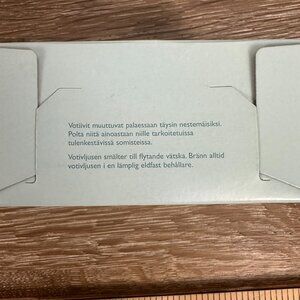 Votiivit muuttuvat palaessaan täysin nestemäisiksi.
Polta niitä ainoastaan niille tarkoitetuissa
tulenkestävissä somisteissa.
Votivljusen smälter till flytande vätska. Bränn alltid
votivljusen i en lämplig eldfast behållare.